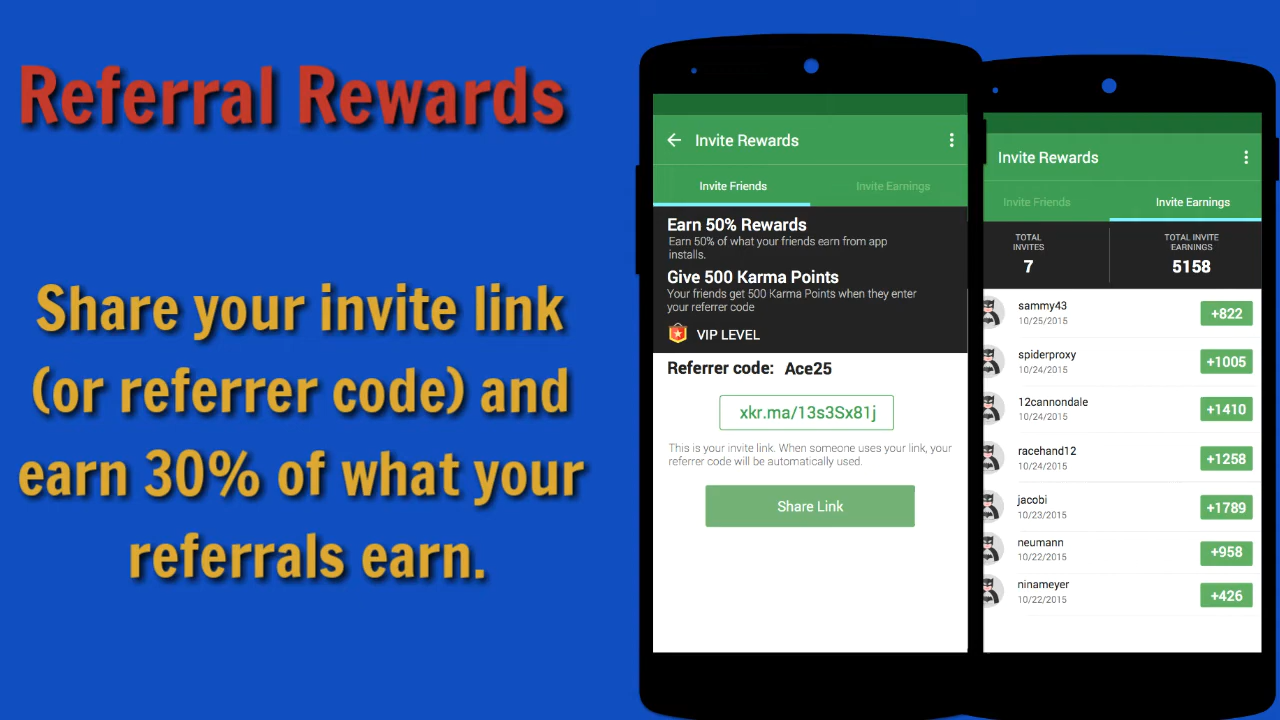 Referral Rewards
Share your invite link
(or referrer code) and
earn 30% of what your
referrals earn.
Invite Rewards
Invite Friends
Invite Earnings
Earn 50% Rewards
Earn 50% of what your friends earn from app
installs.
Give 500 Karma Points
Your friends get 500 Karma Points when they enter
your referrer code
VIP LEVEL
Referrer code: Ace25
xkr.ma/13s3Sx81j
This is your invite link. When someone uses your link, your
referrer code will be automatically used.
Share Link
Invite Rewards
Invite Friends
Invite Earnings
TOTAL
INVITES
7
TOTAL INVITE
EARNINGS
5158
sammy43
10/25/2015
+822
spiderproxy
10/24/2015
+1005
12cannondale
10/24/2015
+1410
racehand12
10/24/2015
+1258
jacobi
10/23/2015
+1789
neumann
10/22/2015
+958
ninameyer
10/22/2015
+426